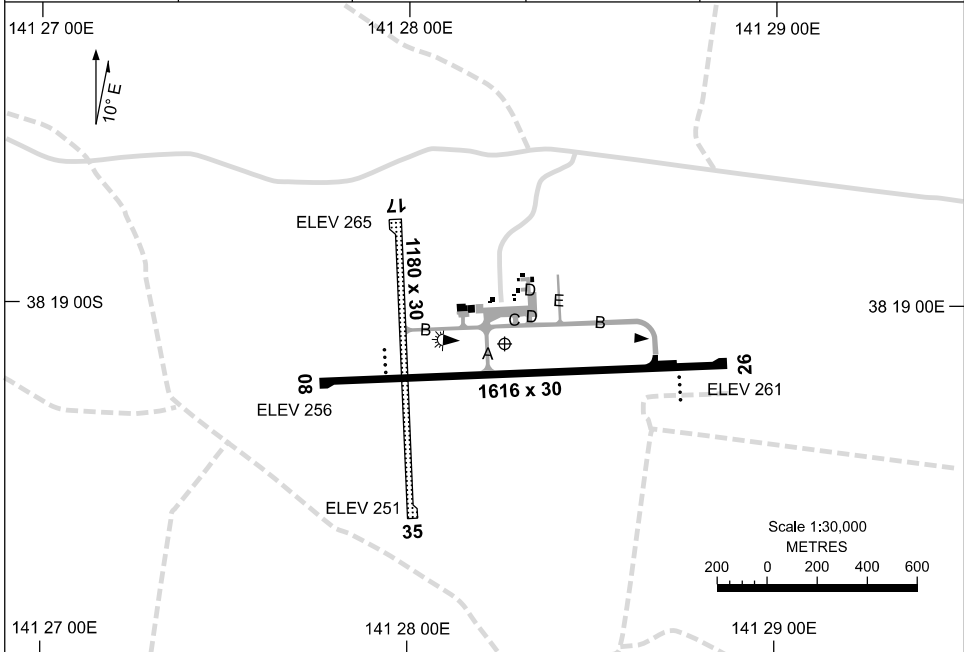 141 27 00E 141 28 00E 141 29 00E
10° E
17
ELEV 265
1180 x 30
38 19 00S
38 19 00E
D
E
B C D B
A
08
26
ELEV 256
1616 x 30
ELEV 261
ELEV 251
35
Scale 1:30,000
METRES
200 0 200 400 600
141 27 00E 141 28 00E 141 29 00E